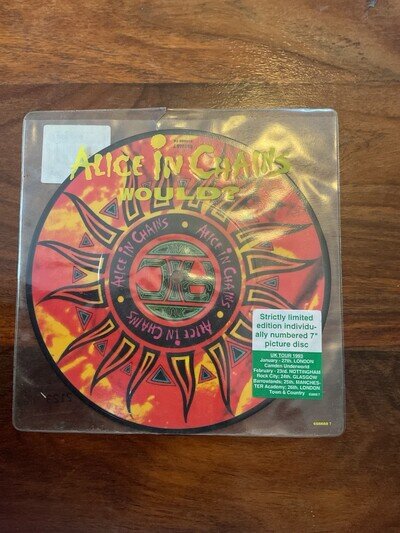 ALICE IN CHAINS
WOULD?
ALICE IN CHAINS
ALICE IN CHAINS
ALICE IN CHAINS
Strictly limited
edition individu-
ally numbered 7"
picture disc
UK TOUR 1993
January - 27th, LONDON
Camden Underworld
February - 23rd, NOTTINGHAM
Rock City; 24th, GLASGOW
Barrowlands; 25th, MANCHES-
TER Academy; 26th, LONDON
Town & Country
658888 7